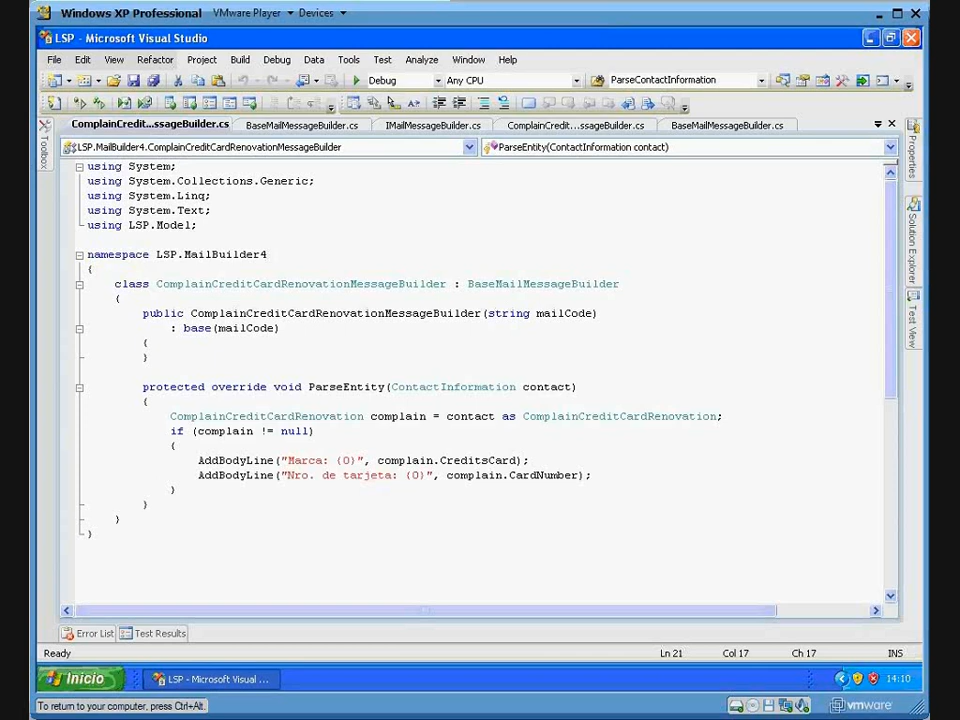 Windows XP Professional VMware Player Devices
LSP - Microsoft Visual Studio
File Edit View Refactor Project Build Debug Data Tools Test Analyze Window Help
Debug Any CPU ParseContactInformation
ComplainCredit...ssageBuilder.cs BaseMailMessageBuilder.cs IMailMessageBuilder.cs ComplainCredit...ssageBuilder.cs BaseMailMessageBuilder.cs
LSP.MailBuilder4.ComplainCreditCardRenovationMessageBuilder ParseEntity(ContactInformation contact)
Toolbox
Properties
Solution Explorer
Test View
using System;
using System.Collections.Generic;
using System.Linq;
using System.Text;
using LSP.Model;
namespace LSP.MailBuilder4
{
class ComplainCreditCardRenovationMessageBuilder : BaseMailMessageBuilder
{
public ComplainCreditCardRenovationMessageBuilder(string mailCode)
: base(mailCode)
{
}
protected override void ParseEntity(ContactInformation contact)
{
ComplainCreditCardRenovation complain = contact as ComplainCreditCardRenovation;
if (complain != null)
{
AddBodyLine("Marca: {0}", complain.CreditsCard);
AddBodyLine("Nro. de tarjeta: {0}", complain.CardNumber);
}
}
}
}
Error List Test Results
Ready Ln 21 Col 17 Ch 17 INS
Inicio LSP - Microsoft Visual ... 14:10
To return to your computer, press Ctrl+Alt. vmware